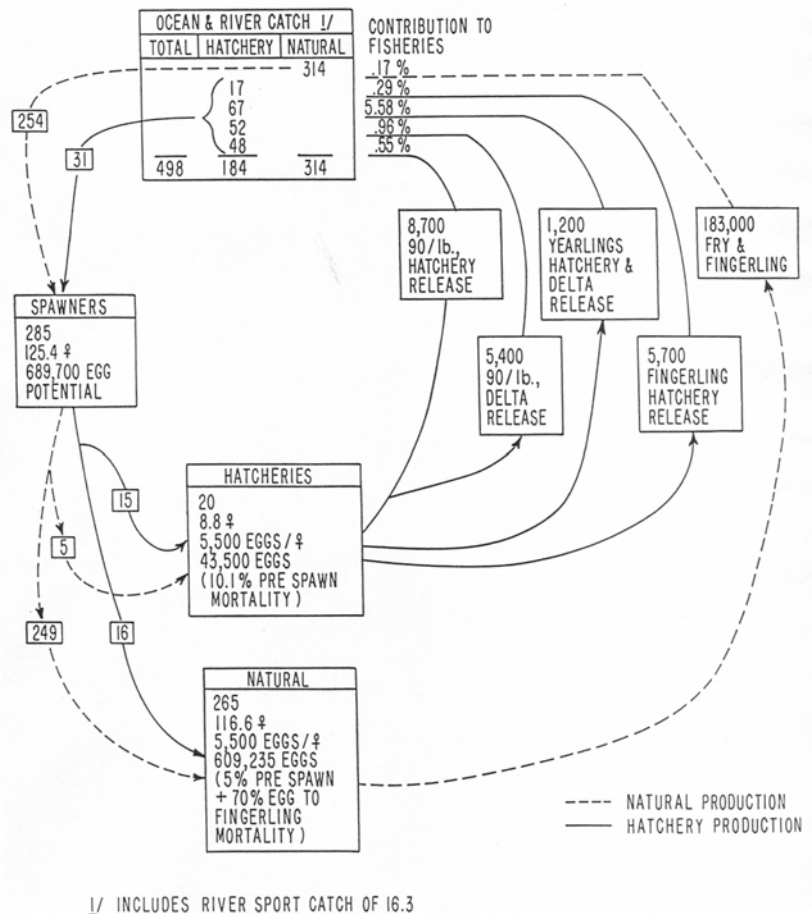 OCEAN & RIVER CATCH 1/
TOTAL HATCHERY NATURAL
314
17
67
52
48
498 184 314
CONTRIBUTION TO
FISHERIES
.17%
.29%
5.58%
.96%
.55%
254
31
8,700
90/lb.,
HATCHERY
RELEASE
1,200
YEARLINGS
HATCHERY &
DELTA
RELEASE
183,000
FRY &
FINGERLING
5,400
90/lb.,
DELTA
RELEASE
5,700
FINGERLING
HATCHERY
RELEASE
SPAWNERS
285
125.4 ♀
689,700 EGG
POTENTIAL
15
5
249
16
HATCHERIES
20
8.8 ♀
5,500 EGGS/♀
43,500 EGGS
(10.1% PRE SPAWN
MORTALITY)
NATURAL
265
116.6 ♀
5,500 EGGS/♀
609,235 EGGS
(5% PRE SPAWN
+ 70% EGG TO
FINGERLING
MORTALITY)
NATURAL PRODUCTION
HATCHERY PRODUCTION
1/ INCLUDES RIVER SPORT CATCH OF 16.3